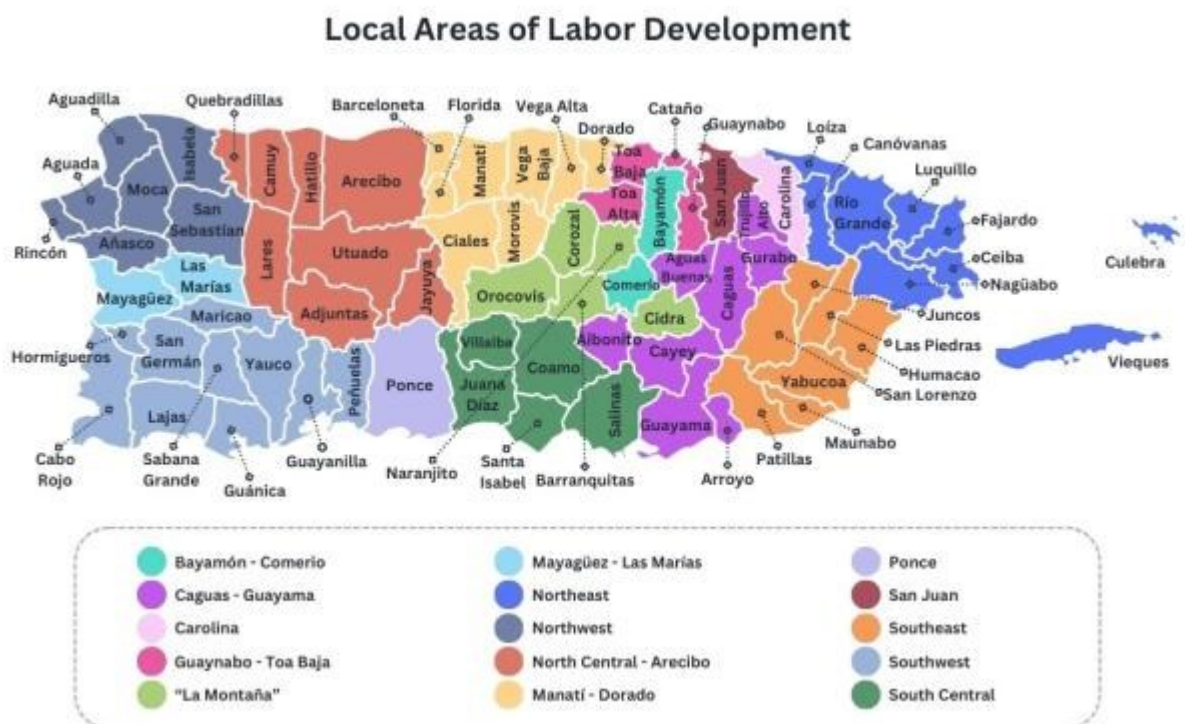 Local Areas of Labor Development
Aguadilla
Quebradillas
Barceloneta
Florida
Vega Alta
Dorado
Cataño
Guaynabo
Loíza
Canóvanas
Luquillo
Fajardo
Ceiba
Nagüabo
Culebra
Vieques
Aguada
Moca
Isabela
San
Sebastían
Rincón
Añasco
Camuy
Hatillo
Arecibo
Manatí
Vega
Baja
Toa
Baja
Toa
Alta
Bayamón
San Juan
Trujillo
Alto
Carolina
Río
Grande
Lares
Utuado
Ciales
Morovis
Corozal
Jayuya
Adjuntas
Orocovis
Comerío
Aguas
Buenas
Gurabo
Caguas
Cidra
Aibonito
Cayey
Las
Marías
Mayagüez
Maricao
Hormigueros
San
Germán
Yauco
Peñuelas
Ponce
Villalba
Juana
Díaz
Coamo
Salinas
Guayama
Yabucoa
Lajas
Juncos
Las Piedras
Humacao
San Lorenzo
Maunabo
Patillas
Arroyo
Barranquitas
Santa
Isabel
Naranjito
Guayanilla
Guánica
Sabana
Grande
Cabo
Rojo
Bayamón - Comerio
Caguas - Guayama
Carolina
Guaynabo - Toa Baja
“La Montaña”
Mayagüez - Las Marías
Northeast
Northwest
North Central - Arecibo
Manatí - Dorado
Ponce
San Juan
Southeast
Southwest
South Central